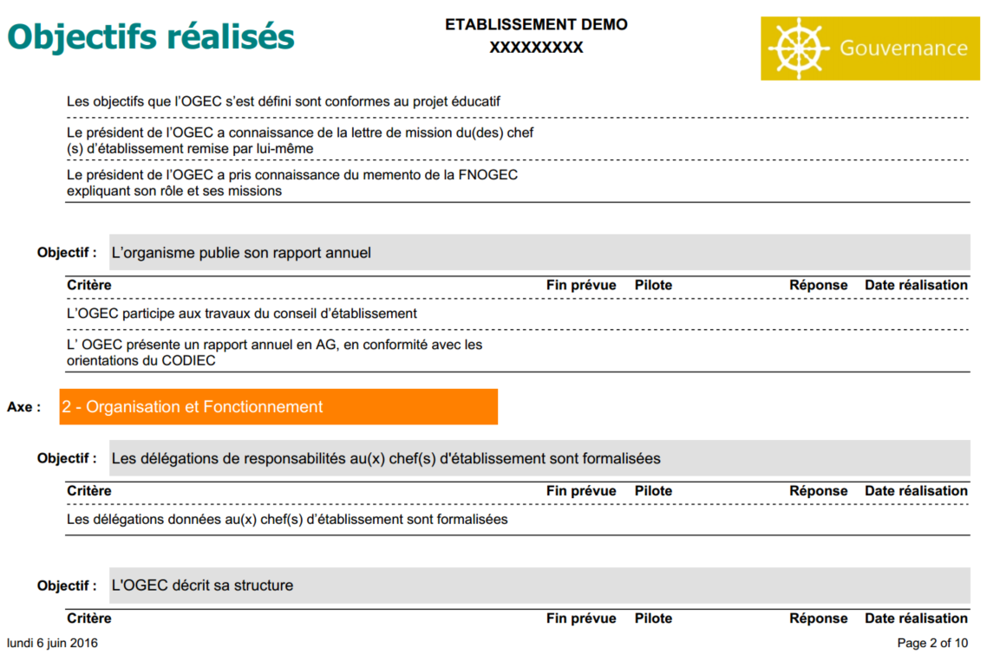 Objectifs réalisés
ETABLISSEMENT DEMO
XXXXXXXXX
Gouvernance
Les objectifs que l’OGEC s’est défini sont conformes au projet éducatif
Le président de l’OGEC a connaissance de la lettre de mission du(des) chef
(s) d’établissement remise par lui-même
Le président de l’OGEC a pris connaissance du memento de la FNOGEC
expliquant son rôle et ses missions
Objectif : L’organisme publie son rapport annuel
Critère Fin prévue Pilote Réponse Date réalisation
L’OGEC participe aux travaux du conseil d’établissement
L’ OGEC présente un rapport annuel en AG, en conformité avec les
orientations du CODIEC
Axe : 2 - Organisation et Fonctionnement
Objectif : Les délégations de responsabilités au(x) chef(s) d'établissement sont formalisées
Critère Fin prévue Pilote Réponse Date réalisation
Les délégations données au(x) chef(s) d’établissement sont formalisées
Objectif : L'OGEC décrit sa structure
Critère Fin prévue Pilote Réponse Date réalisation
lundi 6 juin 2016 Page 2 of 10